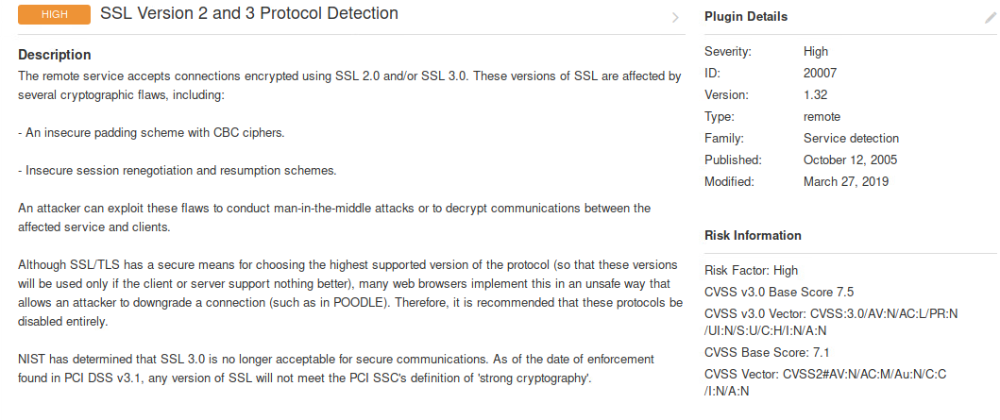 HIGH
SSL Version 2 and 3 Protocol Detection
Description
The remote service accepts connections encrypted using SSL 2.0 and/or SSL 3.0. These versions of SSL are affected by
several cryptographic flaws, including:
- An insecure padding scheme with CBC ciphers.
- Insecure session renegotiation and resumption schemes.
An attacker can exploit these flaws to conduct man-in-the-middle attacks or to decrypt communications between the
affected service and clients.
Although SSL/TLS has a secure means for choosing the highest supported version of the protocol (so that these versions
will be used only if the client or server support nothing better), many web browsers implement this in an unsafe way that
allows an attacker to downgrade a connection (such as in POODLE). Therefore, it is recommended that these protocols be
disabled entirely.
NIST has determined that SSL 3.0 is no longer acceptable for secure communications. As of the date of enforcement
found in PCI DSS v3.1, any version of SSL will not meet the PCI SSC's definition of 'strong cryptography'.
Plugin Details
Severity: High
ID: 20007
Version: 1.32
Type: remote
Family: Service detection
Published: October 12, 2005
Modified: March 27, 2019
Risk Information
Risk Factor: High
CVSS v3.0 Base Score 7.5
CVSS v3.0 Vector: CVSS:3.0/AV:N/AC:L/PR:N
/UI:N/S:U/C:H/I:N/A:N
CVSS Base Score: 7.1
CVSS Vector: CVSS2#AV:N/AC:M/Au:N/C:C
/I:N/A:N